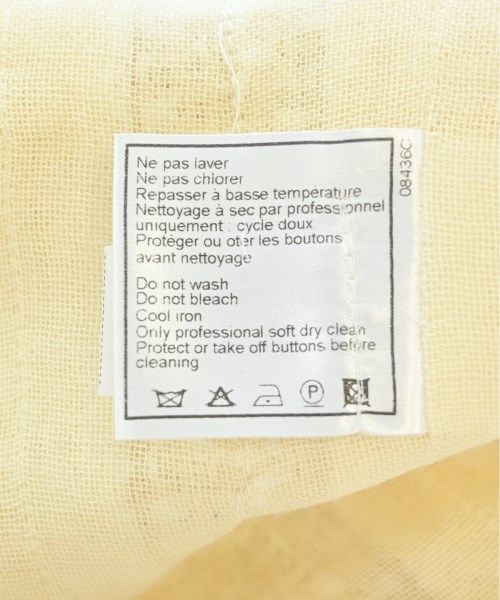 Ne pas laver
Ne pas chlorer
Repasser à basse température
Nettoyage à sec par professionnel
uniquement : cycle doux
Protéger ou oter les boutons
avant nettoyage
Do not wash
Do not bleach
Cool iron
Only professional soft dry clean
Protect or take off buttons before
cleaning
P
08436C